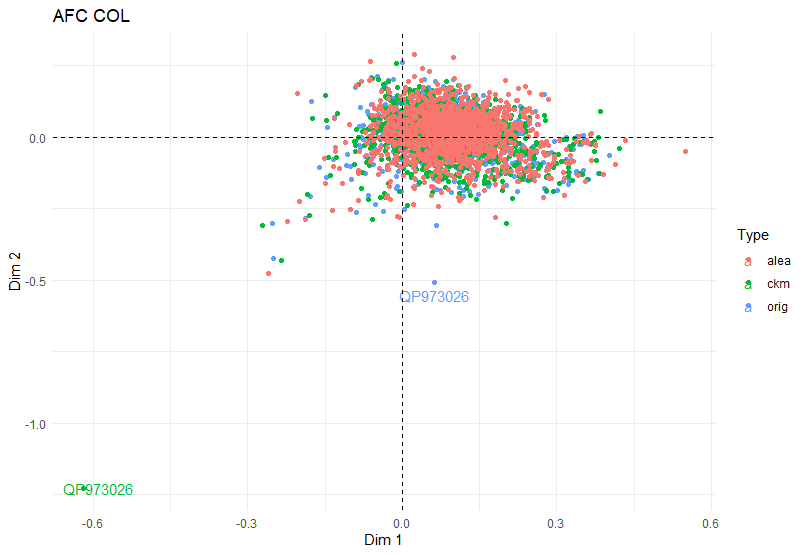 AFC COL
0.0
-0.5
-1.0
Dim 2
QP973026
QP973026
-0.6
-0.3
0.0
0.3
0.6
Dim 1
Type
a alea
a ckm
a orig